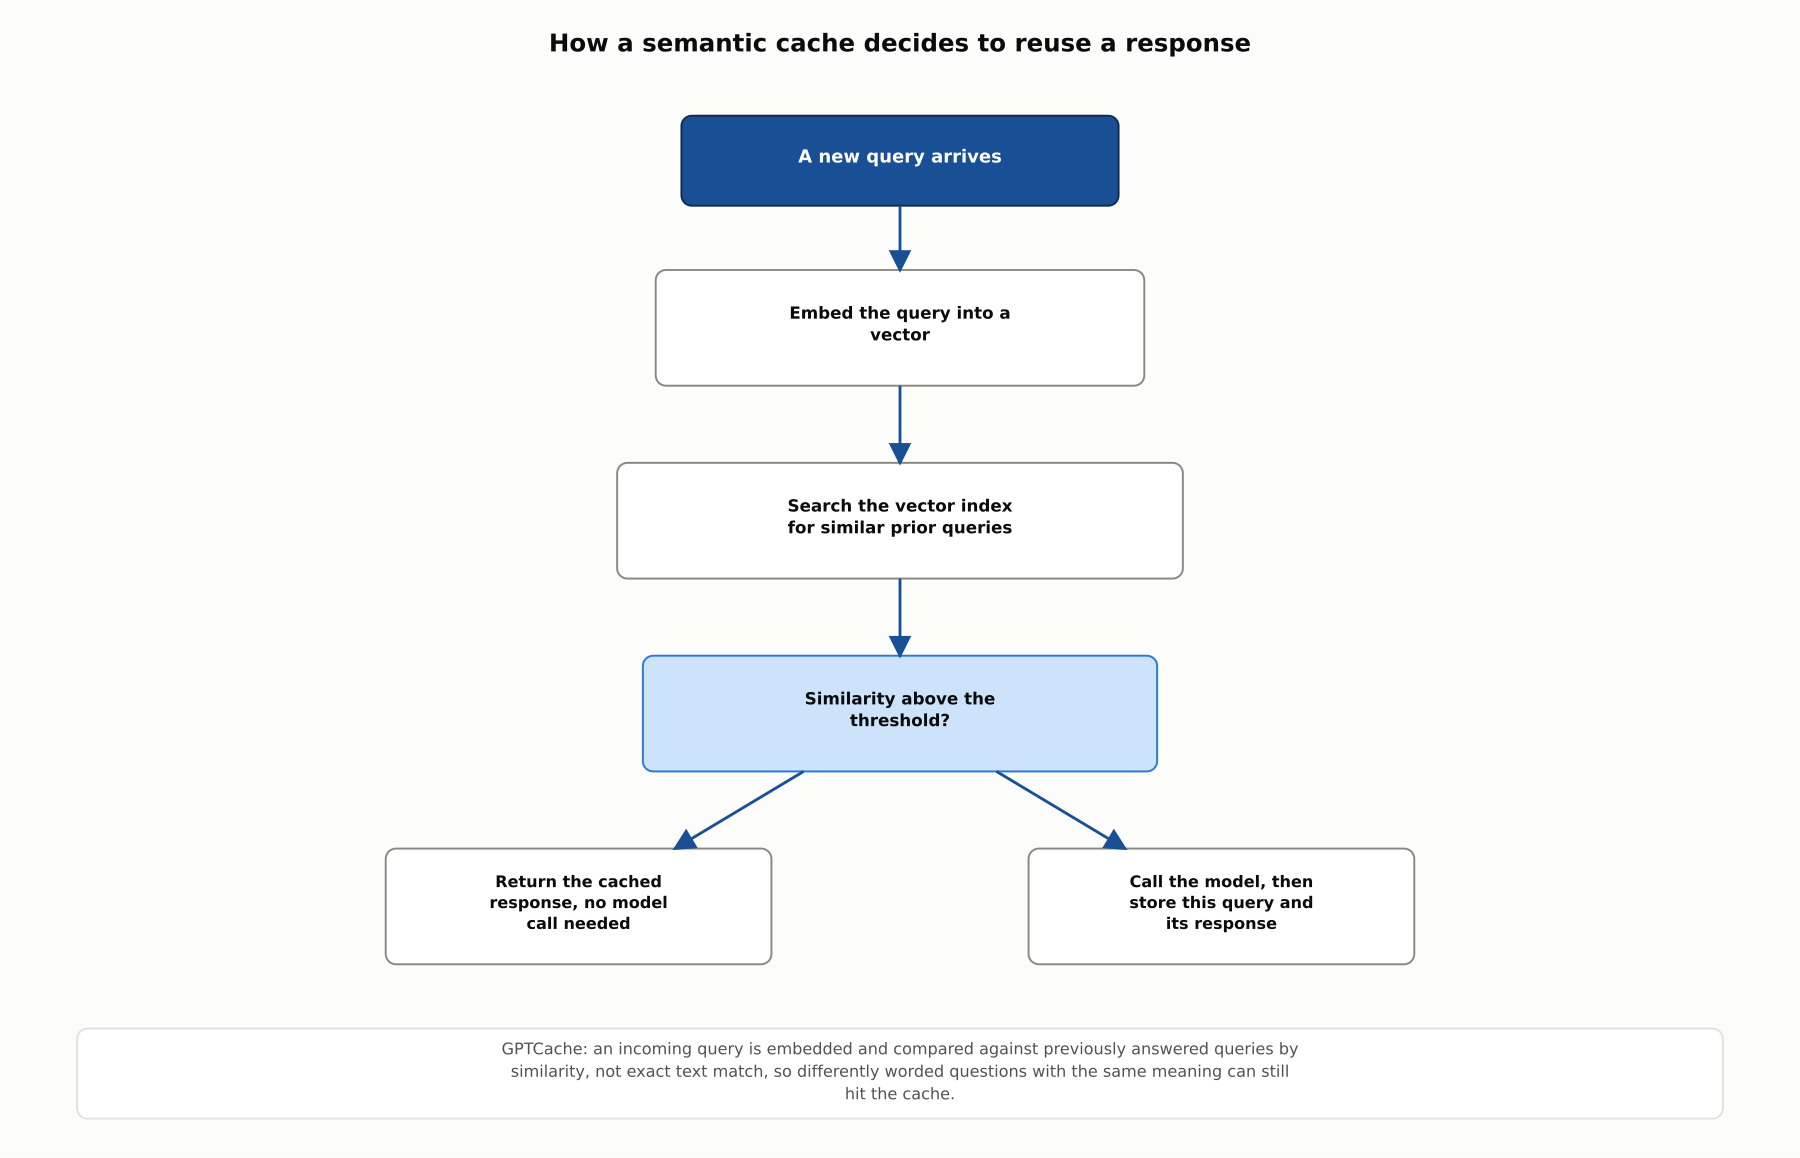 How a semantic cache decides to reuse a response
A new query arrives
Embed the query into a
vector
Search the vector index
for similar prior queries
Similarity above the
threshold?
Return the cached
response, no model
call needed
Call the model, then
store this query and
its response
GPTCache: an incoming query is embedded and compared against previously answered queries by
similarity, not exact text match, so differently worded questions with the same meaning can still
hit the cache.